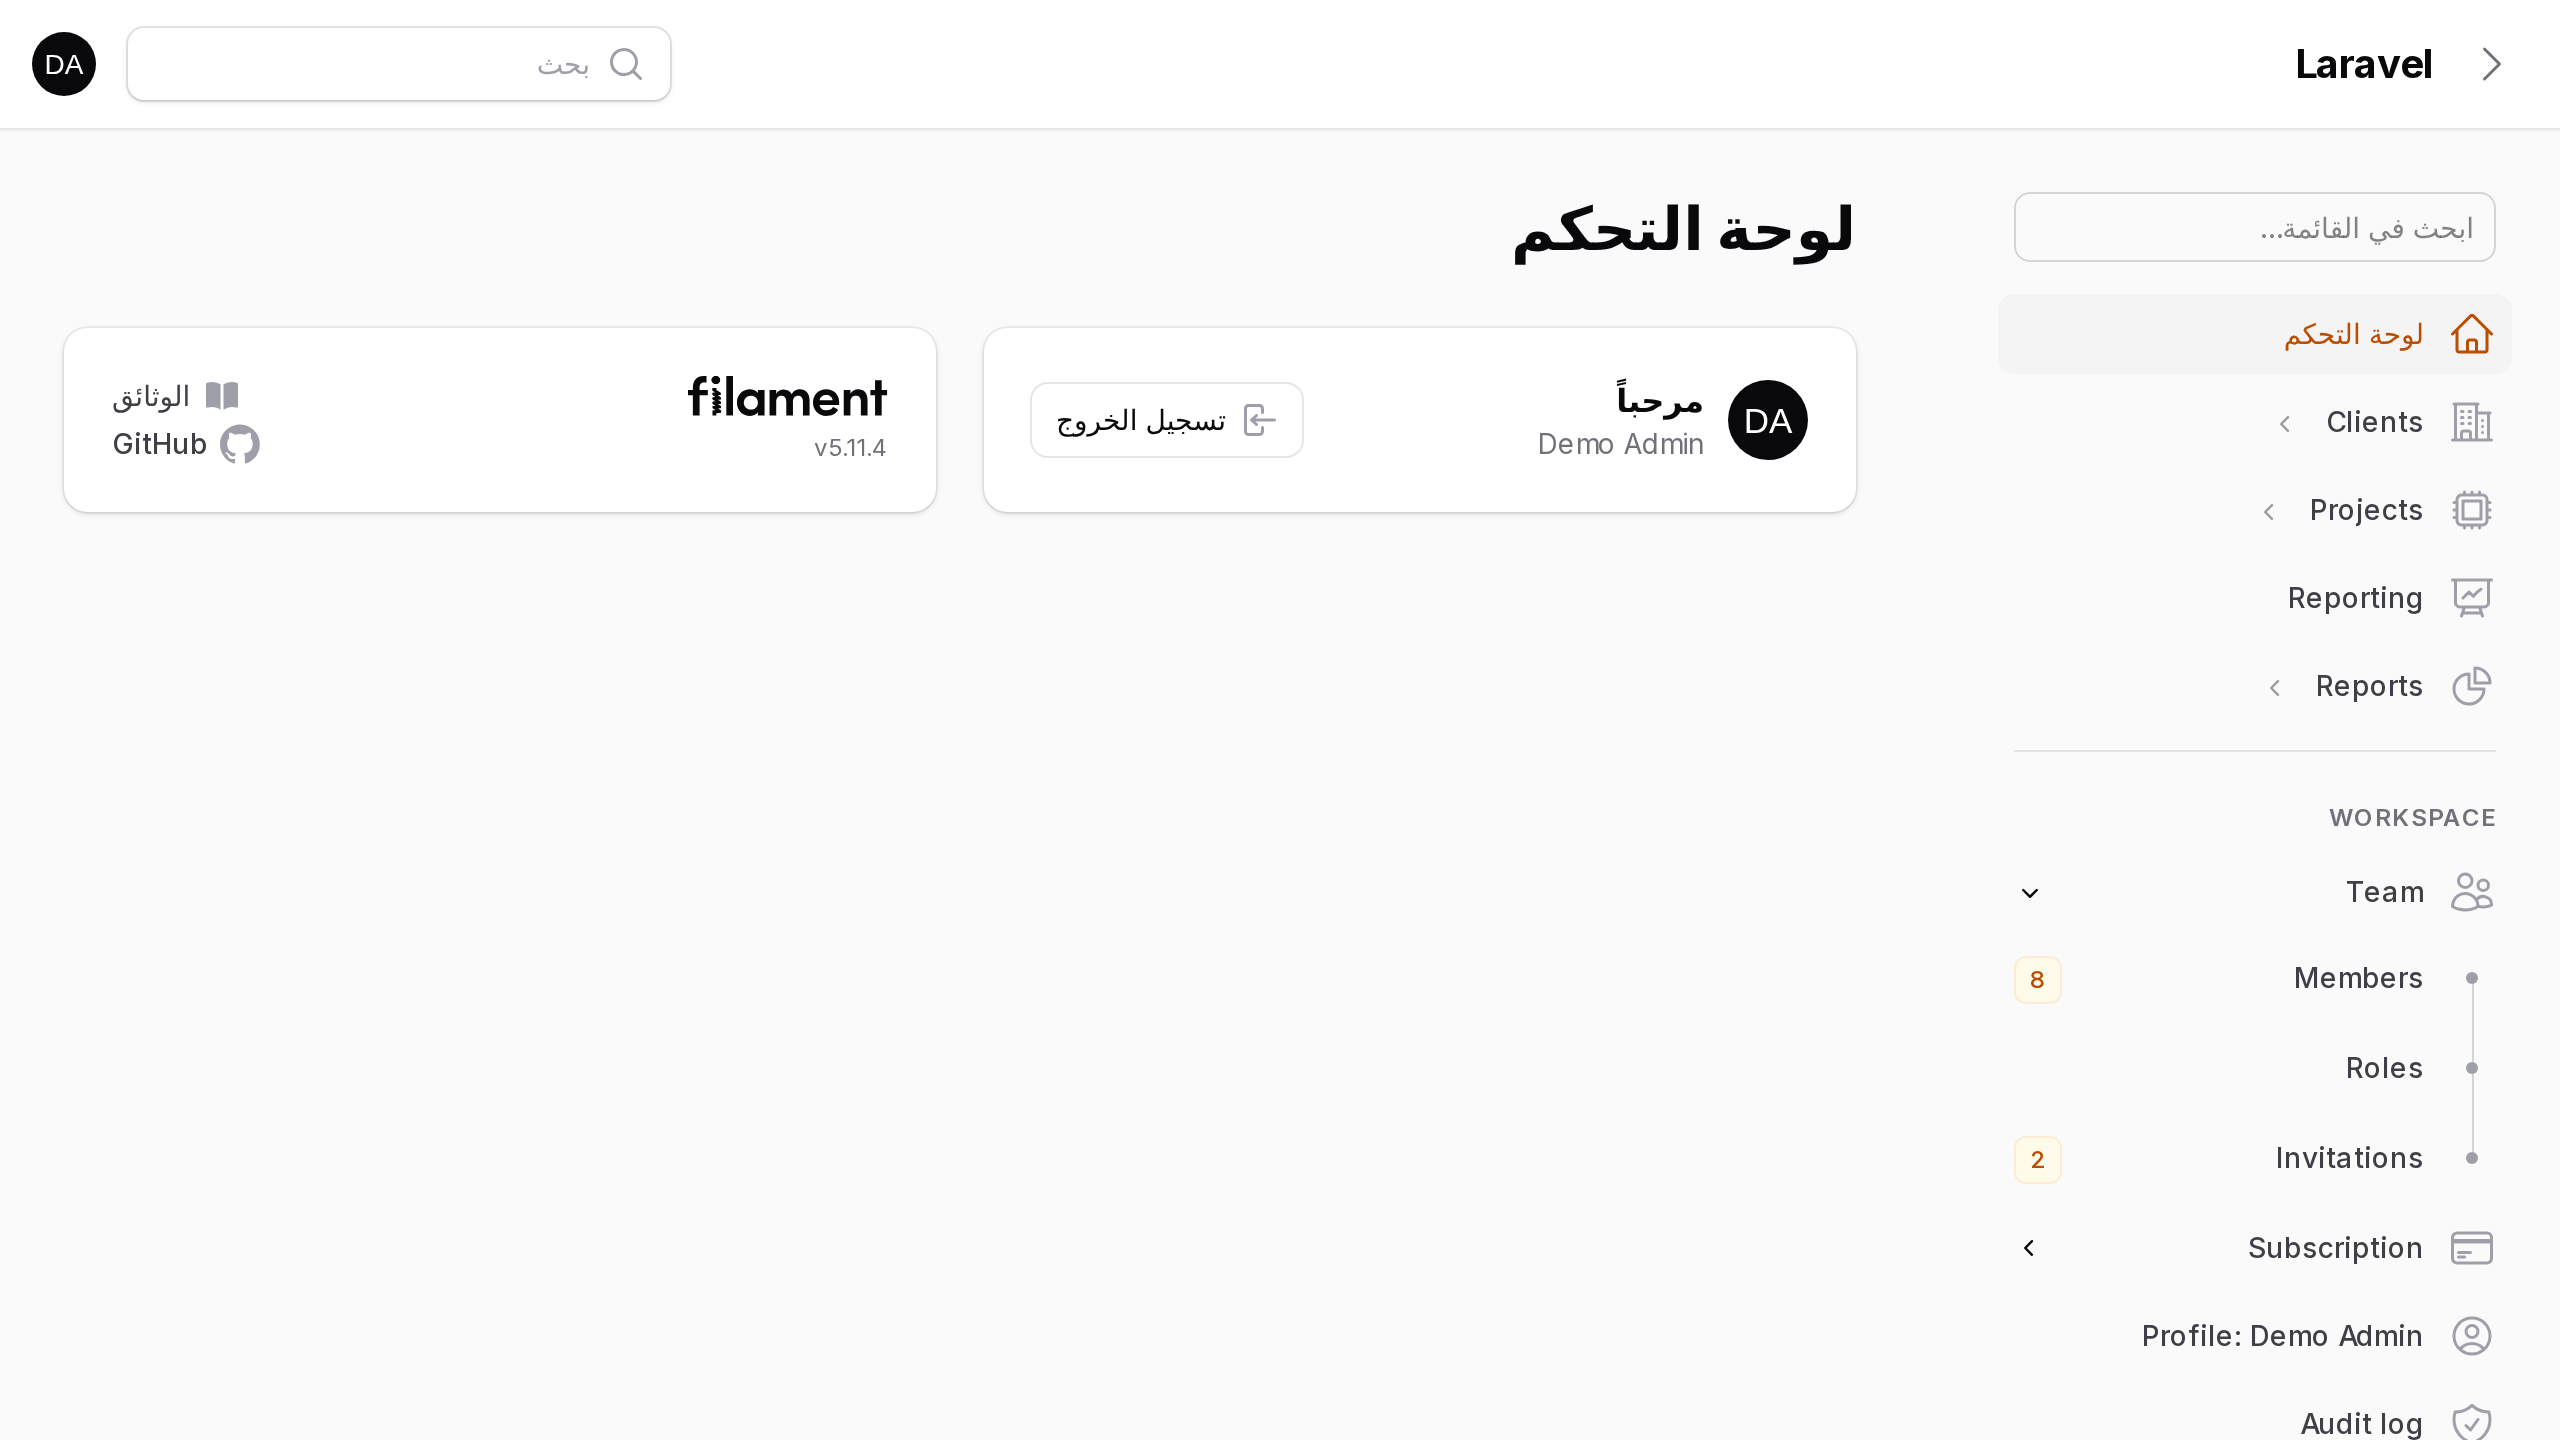 Laravel
بحث
DA
ابحث في القائمة...
لوحة التحكم
Clients
Projects
Reporting
Reports
WORKSPACE
Team
Members
8
Roles
Invitations
2
Subscription
Profile: Demo Admin
Audit log
لوحة التحكم
DA
مرحباً
Demo Admin
تسجيل الخروج
filament
v5.11.4
الوثائق
GitHub